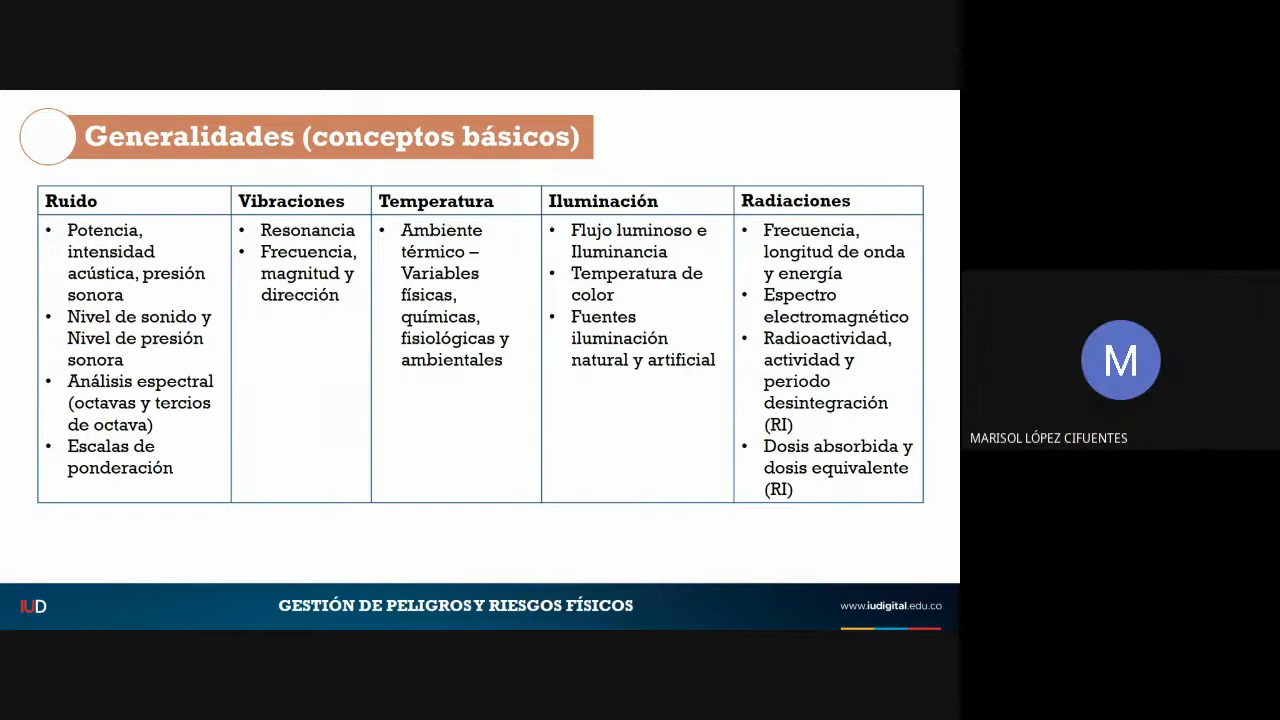 Generalidades (conceptos básicos)
Ruido
• Potencia,
intensidad
acústica, presión
sonora
• Nivel de sonido y
Nivel de presión
sonora
• Análisis espectral
(octavas y tercios
de octava)
• Escalas de
ponderación
Vibraciones
• Resonancia
• Frecuencia,
magnitud y
dirección
Temperatura
• Ambiente
térmico –
Variables
físicas,
químicas,
fisiológicas y
ambientales
Iluminación
• Flujo luminoso e
Iluminancia
• Temperatura de
color
• Fuentes
iluminación
natural y artificial
Radiaciones
• Frecuencia,
longitud de onda
y energía
• Espectro
electromagnético
• Radioactividad,
actividad y
periodo
desintegración
(RI)
• Dosis absorbida y
dosis equivalente
(RI)
M
MARISOL LÓPEZ CIFUENTES
IUD
GESTIÓN DE PELIGROS Y RIESGOS FÍSICOS
www.iudigital.edu.co